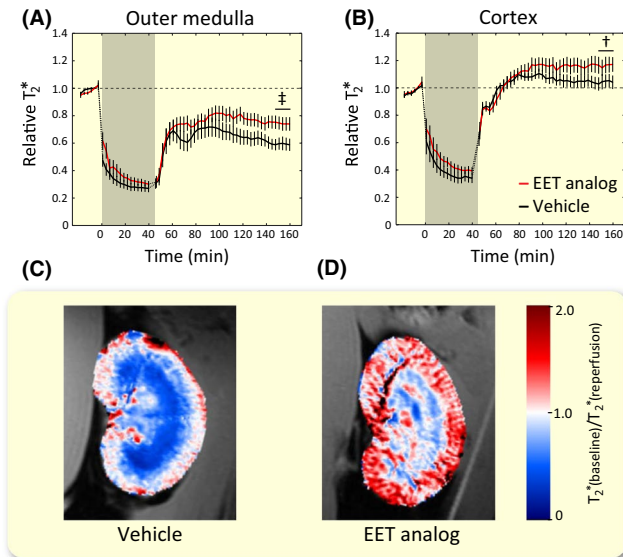 (A) Outer medulla
(B) Cortex
Relative T2*
1.4
1.2
1.0
0.8
0.6
0.4
0.2
0
‡
0 20 40 60 80 100 120 140 160
Time (min)
Relative T2*
1.4
1.2
1.0
0.8
0.6
0.4
0.2
0
†
EET analog
Vehicle
0 20 40 60 80 100 120 140 160
Time (min)
(C)
(D)
2.0
1.0
0.0
T2*(baseline)/T2*(reperfusion)
Vehicle
EET analog